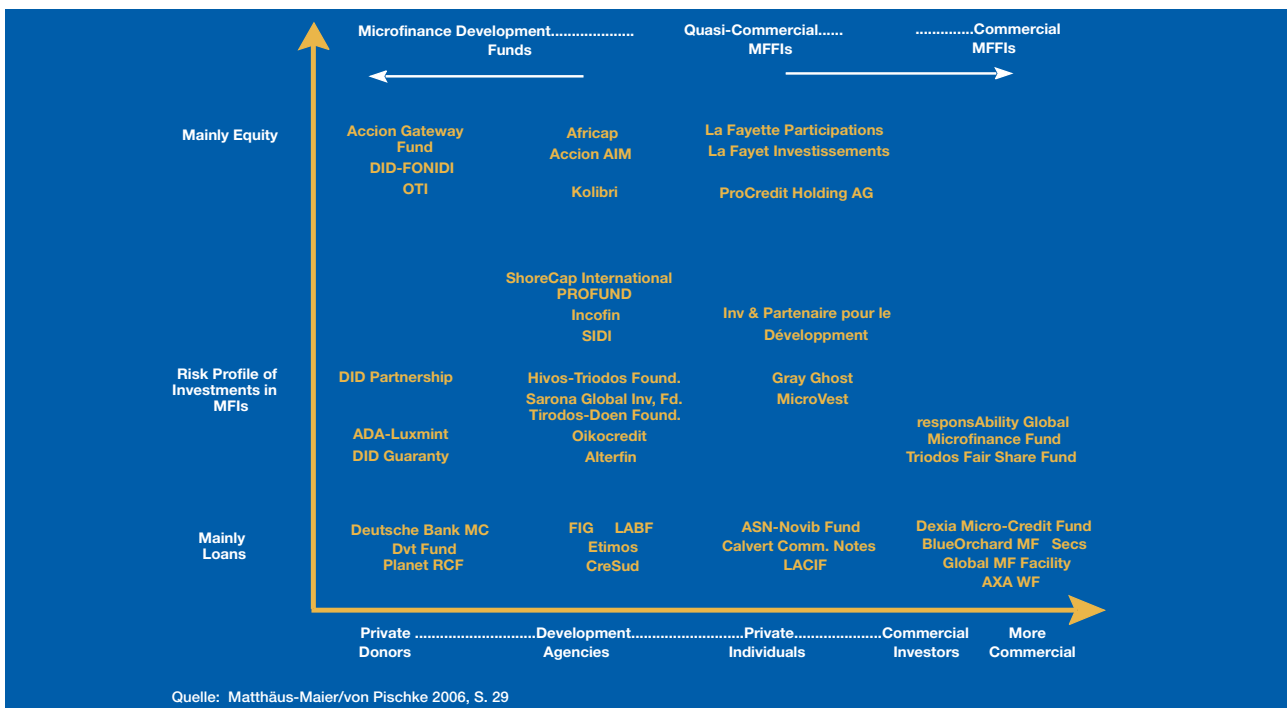 Microfinance Development.................... Quasi-Commercial...... ..............Commercial
Funds MFFIs MFFIs
Mainly Equity
Accion Gateway
Fund
DID-FONIDI
OTI
Africap
Accion AIM
Kolibri
La Fayette Participations
La Fayet Investissements
ProCredit Holding AG
ShoreCap International
PROFUND
Incofin
SIDI
Inv & Partenaire pour le
Développment
Risk Profile of
Investments in
MFIs
DID Partnership
ADA-Luxmint
DID Guaranty
Hivos-Triodos Found.
Sarona Global Inv, Fd.
Tirodos-Doen Found.
Oikocredit
Alterfin
Gray Ghost
MicroVest
responsAbility Global
Microfinance Fund
Triodos Fair Share Fund
Mainly
Loans
Deutsche Bank MC
Dvt Fund
Planet RCF
FIG LABF
Etimos
CreSud
ASN-Novib Fund
Calvert Comm. Notes
LACIF
Dexia Micro-Credit Fund
BlueOrchard MF Secs
Global MF Facility
AXA WF
Private .............................Development...........................Private.....................Commercial More
Donors Agencies Individuals Investors Commercial
Quelle: Matthäus-Maier/von Pischke 2006, S. 29